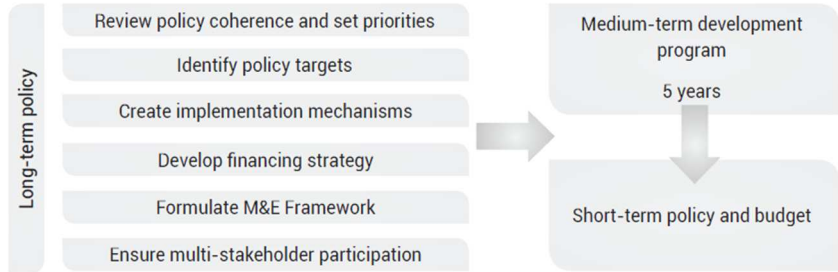 Long-term policy
Review policy coherence and set priorities
Identify policy targets
Create implementation mechanisms
Develop financing strategy
Formulate M&E Framework
Ensure multi-stakeholder participation
Medium-term development
program
5 years
Short-term policy and budget